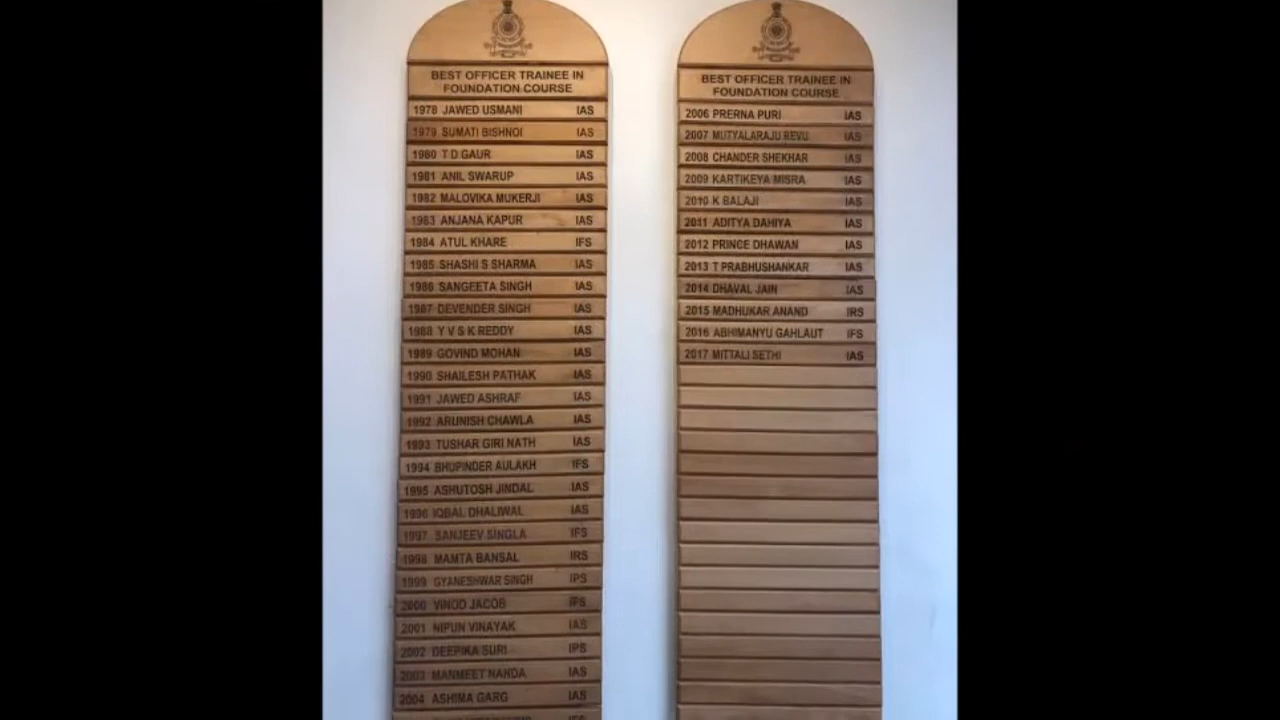 BEST OFFICER TRAINEE IN
FOUNDATION COURSE
1978 JAWED USMANI IAS
1979 SUMATI BISHNOI IAS
1980 T D GAUR IAS
1981 ANIL SWARUP IAS
1982 MALOVIKA MUKERJI IAS
1983 ANJANA KAPUR IAS
1984 ATUL KHARE IFS
1985 SHASHI S SHARMA IAS
1986 SANGEETA SINGH IAS
1987 DEVENDER SINGH IAS
1988 Y V S K REDDY IAS
1989 GOVIND MOHAN IAS
1990 SHAILESH PATHAK IAS
1991 JAWED ASHRAF IAS
1992 ARUNISH CHAWLA IAS
1993 TUSHAR GIRI NATH IAS
1994 BHUPINDER AULAKH IFS
1995 ASHUTOSH JINDAL IAS
1996 IQBAL DHALIWAL IAS
1997 SANJEEV SINGLA IFS
1998 MAMTA BANSAL IRS
1999 GYANESHWAR SINGH IPS
2000 VINOD JACOB IFS
2001 NIPUN VINAYAK IAS
2002 DEEPIKA SURI IPS
2003 MANMEET NANDA IAS
2004 ASHIMA GARG IAS
BEST OFFICER TRAINEE IN
FOUNDATION COURSE
2006 PRERNA PURI IAS
2007 MUTYALARAJU REVU IAS
2008 CHANDER SHEKHAR IAS
2009 KARTIKEYA MISRA IAS
2010 K BALAJI IAS
2011 ADITYA DAHIYA IAS
2012 PRINCE DHAWAN IAS
2013 T PRABHUSHANKAR IAS
2014 DHAVAL JAIN IAS
2015 MADHUKAR ANAND IRS
2016 ABHIMANYU GAHLAUT IFS
2017 MITTALI SETHI IAS